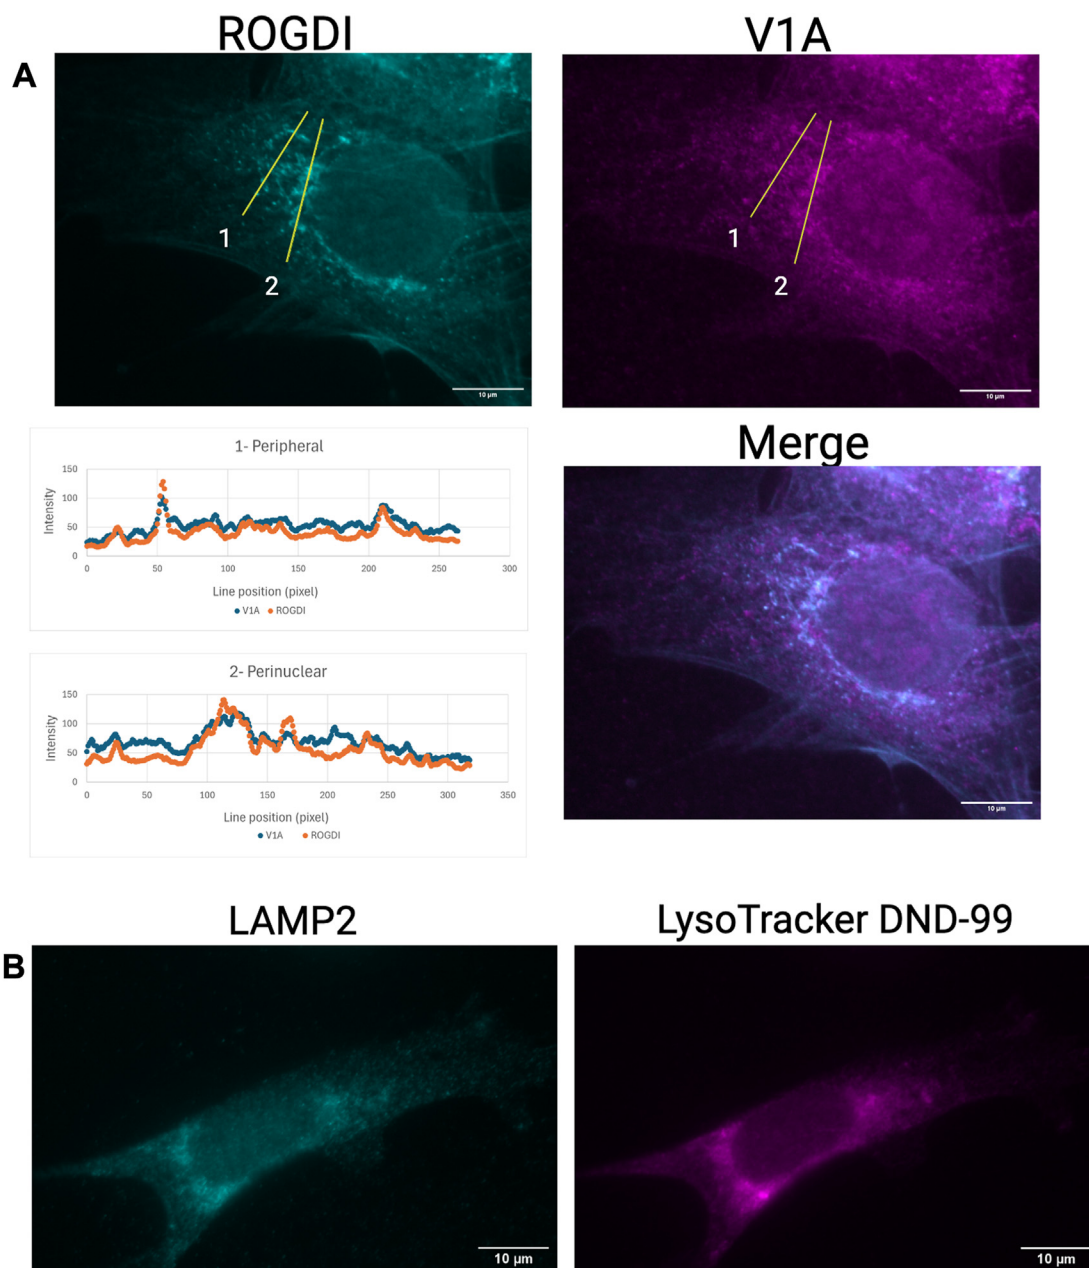 ROGDI
V1A
A
1
2
10 µm
1
2
10 µm
1- Peripheral
Intensity
150
100
50
0
0 50 100 150 200 250 300
Line position (pixel)
V1A ROGDI
Merge
10 µm
2- Perinuclear
Intensity
150
100
50
0
0 50 100 150 200 250 300 350
Line position (pixel)
V1A ROGDI
LAMP2
LysoTracker DND-99
B
10 µm
10 µm